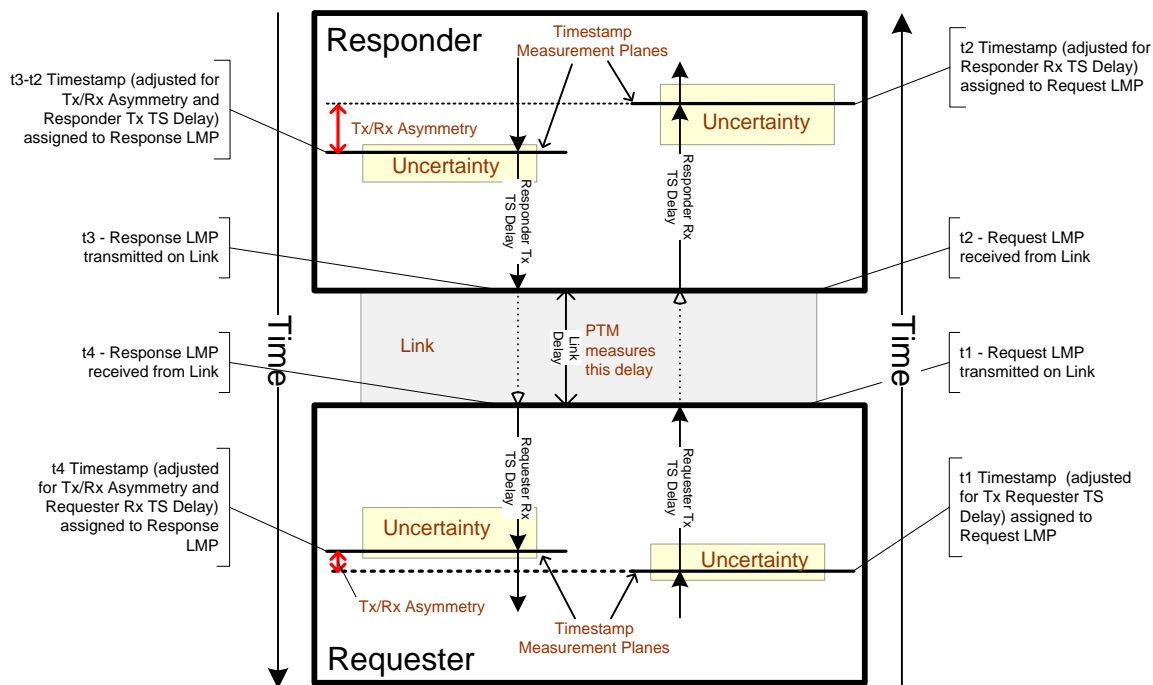 Responder
Timestamp
Measurement Planes
t3-t2 Timestamp (adjusted for
Tx/Rx Asymmetry and
Responder Tx TS Delay)
assigned to Response LMP
t2 Timestamp (adjusted for
Responder Rx TS Delay)
assigned to Request LMP
Tx/Rx Asymmetry
Uncertainty
Uncertainty
Responder Tx
TS Delay
Responder Rx
TS Delay
t3 - Response LMP
transmitted on Link
t2 - Request LMP
received from Link
Time
Link
Link
Delay
PTM
measures
this delay
Time
t4 - Response LMP
received from Link
t1 - Request LMP
transmitted on Link
t4 Timestamp (adjusted
for Tx/Rx Asymmetry and
Requester Rx TS Delay)
assigned to Response
LMP
Requester Rx
TS Delay
Requester Tx
TS Delay
t1 Timestamp (adjusted
for Tx Requester TS
Delay) assigned to
Request LMP
Uncertainty
Uncertainty
Tx/Rx Asymmetry
Timestamp
Measurement Planes
Requester